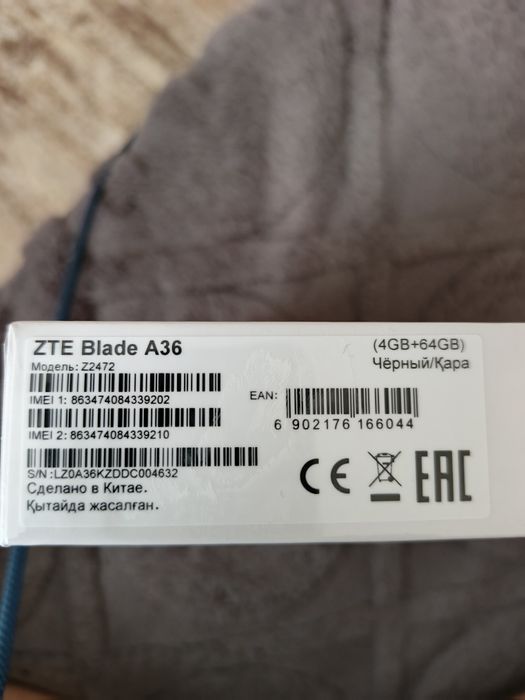 ZTE Blade A36
(4GB+64GB)
Модель: Z2472
Чёрный/Қара
IMEI 1: 863474084339202
EAN:
6 902176 166044
IMEI 2: 863474084339210
S/N :LZ0A36KZDDC004632
Сделано в Китае.
Қытайда жасалған.
CE
EAC